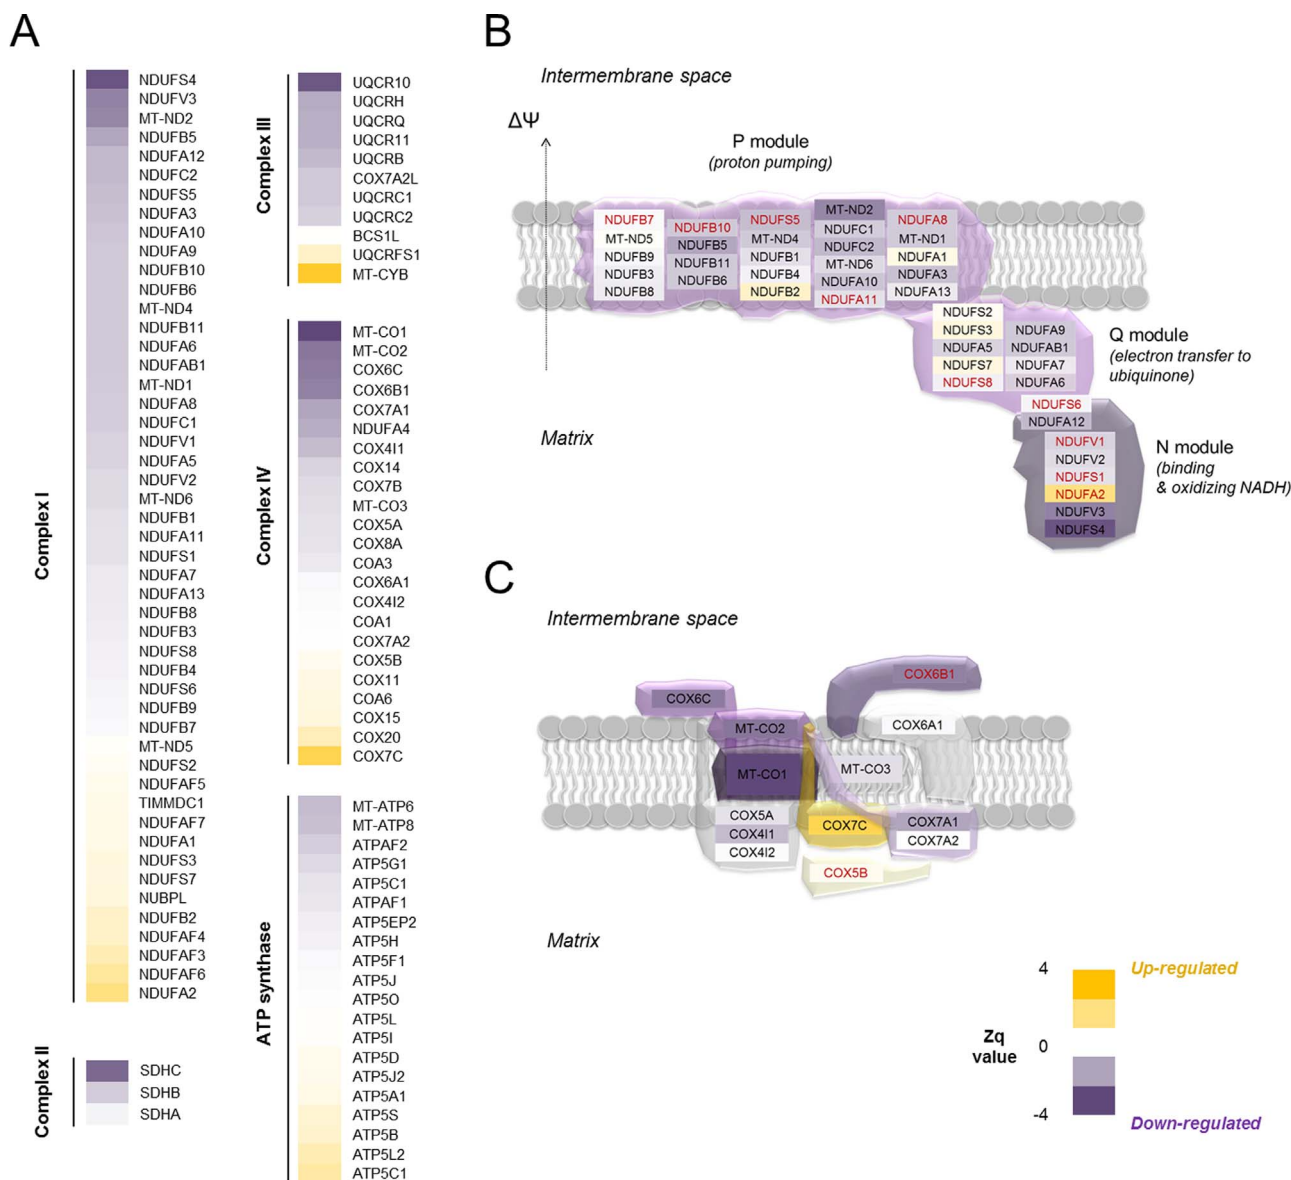 A
Complex I
NDUFS4
NDUFV3
MT-ND2
NDUFB5
NDUFA12
NDUFC2
NDUFS5
NDUFA3
NDUFA10
NDUFA9
NDUFB10
NDUFB6
MT-ND4
NDUFB11
NDUFA6
NDUFAB1
MT-ND1
NDUFA8
NDUFC1
NDUFV1
NDUFA5
NDUFV2
MT-ND6
NDUFB1
NDUFA11
NDUFS1
NDUFA7
NDUFA13
NDUFB8
NDUFB3
NDUFS8
NDUFB4
NDUFS6
NDUFB9
NDUFB7
MT-ND5
NDUFS2
NDUFAF5
TIMMDC1
NDUFAF7
NDUFA1
NDUFS3
NDUFS7
NUBPL
NDUFB2
NDUFAF4
NDUFAF3
NDUFAF6
NDUFA2
Complex II
SDHC
SDHB
SDHA
Complex III
UQCR10
UQCRH
UQCRQ
UQCR11
UQCRB
COX7A2L
UQCRC1
UQCRC2
BCS1L
UQCRFS1
MT-CYB
Complex IV
MT-CO1
MT-CO2
COX6C
COX6B1
COX7A1
NDUFA4
COX4I1
COX14
COX7B
MT-CO3
COX5A
COX8A
COA3
COX6A1
COX4I2
COA1
COX7A2
COX5B
COX11
COA6
COX15
COX20
COX7C
ATP synthase
MT-ATP6
MT-ATP8
ATPAF2
ATP5G1
ATP5C1
ATPAF1
ATP5EP2
ATP5H
ATP5F1
ATP5J
ATP5O
ATP5L
ATP5I
ATP5D
ATP5J2
ATP5A1
ATP5S
ATP5B
ATP5L2
ATP5C1
B
Intermembrane space
ΔΨ
P module
(proton pumping)
NDUFB7
MT-ND5
NDUFB9
NDUFB3
NDUFB8
NDUFB10
NDUFB5
NDUFB11
NDUFB6
NDUFS5
MT-ND4
NDUFB1
NDUFB4
NDUFB2
MT-ND2
NDUFC1
NDUFC2
MT-ND6
NDUFA10
NDUFA11
NDUFA8
MT-ND1
NDUFA1
NDUFA3
NDUFA13
NDUFS2
NDUFS3
NDUFA5
NDUFS7
NDUFS8
NDUFA9
NDUFAB1
NDUFA7
NDUFA6
Q module
(electron transfer to
ubiquinone)
Matrix
NDUFS6
NDUFA12
NDUFV1
NDUFV2
NDUFS1
NDUFA2
NDUFV3
NDUFS4
N module
(binding
& oxidizing NADH)
C
Intermembrane space
COX6C
COX6B1
MT-CO2
COX6A1
MT-CO1
MT-CO3
COX5A
COX4I1
COX4I2
COX7C
COX7A1
COX7A2
COX5B
Matrix
4
Up-regulated
Zq
value
0
-4
Down-regulated